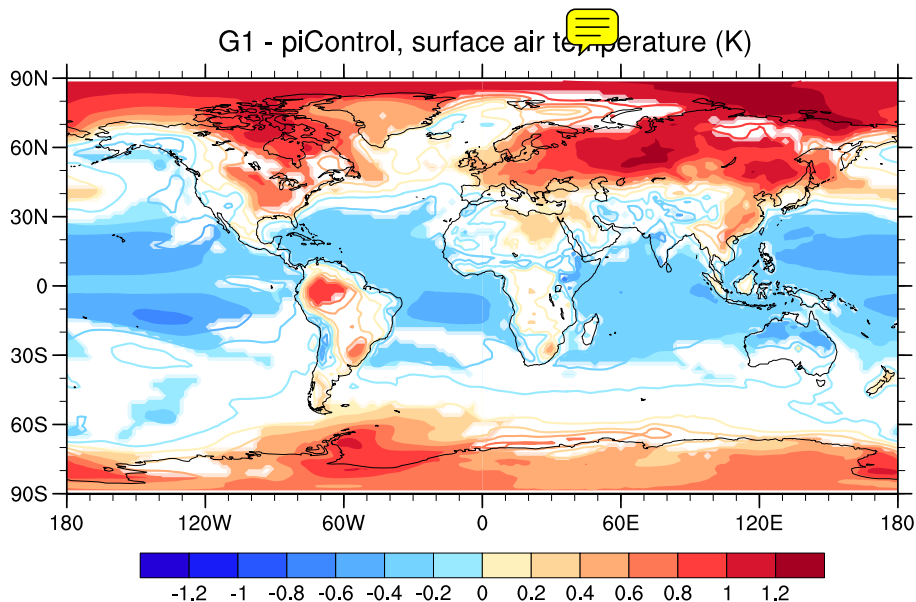 G1 - piControl, surface air temperature (K)
90N
60N
30N
0
30S
60S
90S
180 120W 60W 0 60E 120E 180
-1.2 -1 -0.8 -0.6 -0.4 -0.2 0 0.2 0.4 0.6 0.8 1 1.2